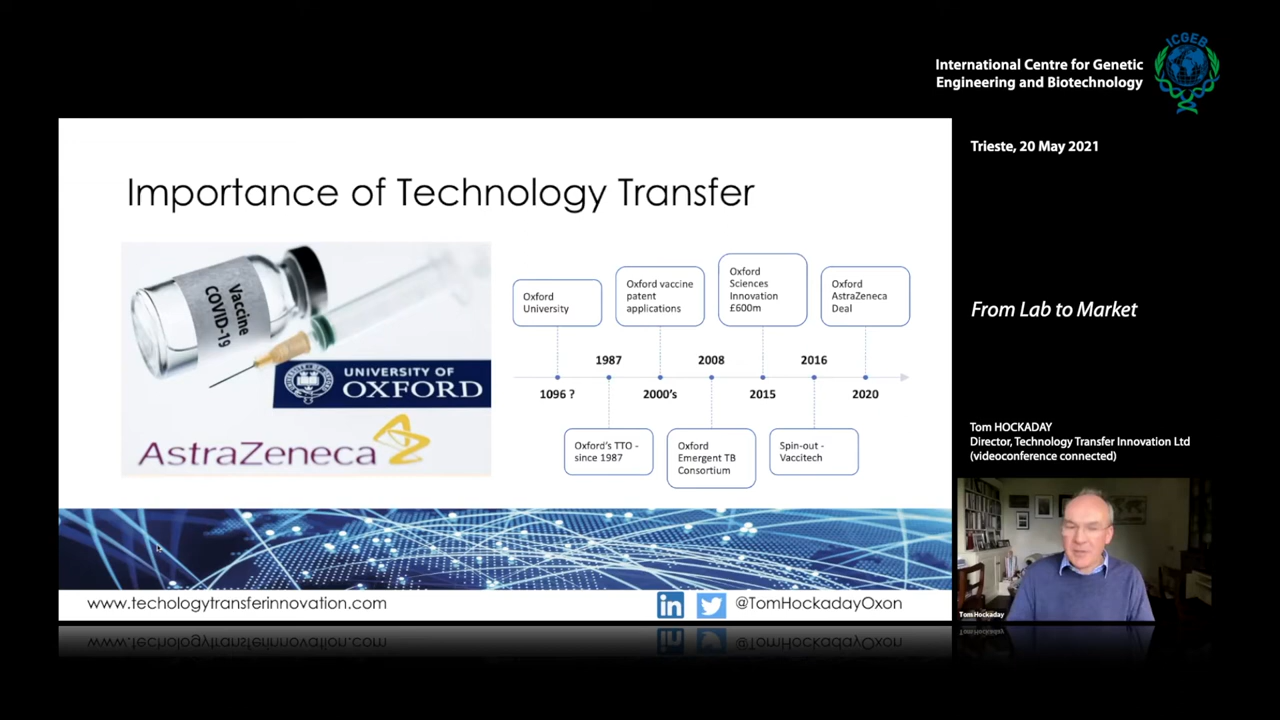 ICGEB
International Centre for Genetic
Engineering and Biotechnology
Trieste, 20 May 2021
Importance of Technology Transfer
Vaccine
COVID-19
UNIVERSITY OF
OXFORD
AstraZeneca
Oxford
University
Oxford vaccine
patent
applications
Oxford
Sciences
Innovation
£600m
Oxford
AstraZeneca
Deal
1987
2008
2016
1096 ?
2000's
2015
2020
Oxford's TTO -
since 1987
Oxford
Emergent TB
Consortium
Spin-out -
Vaccitech
www.techologytransferinnovation.com
in
@TomHockadayOxon
From Lab to Market
Tom HOCKADAY
Director, Technology Transfer Innovation Ltd
(videoconference connected)
Tom Hockaday